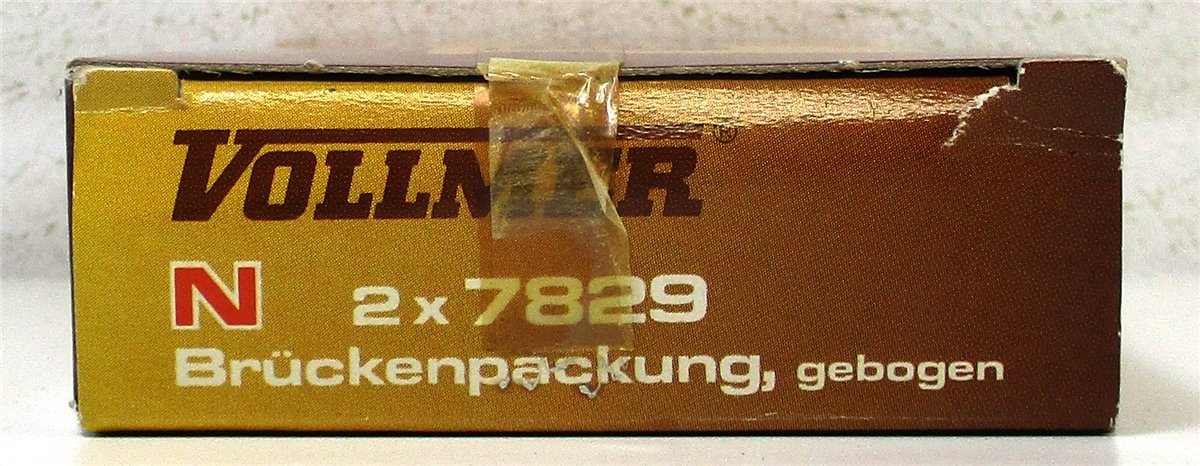 VOLLMER®
N 2 x 7829
Brückenpackung, gebogen